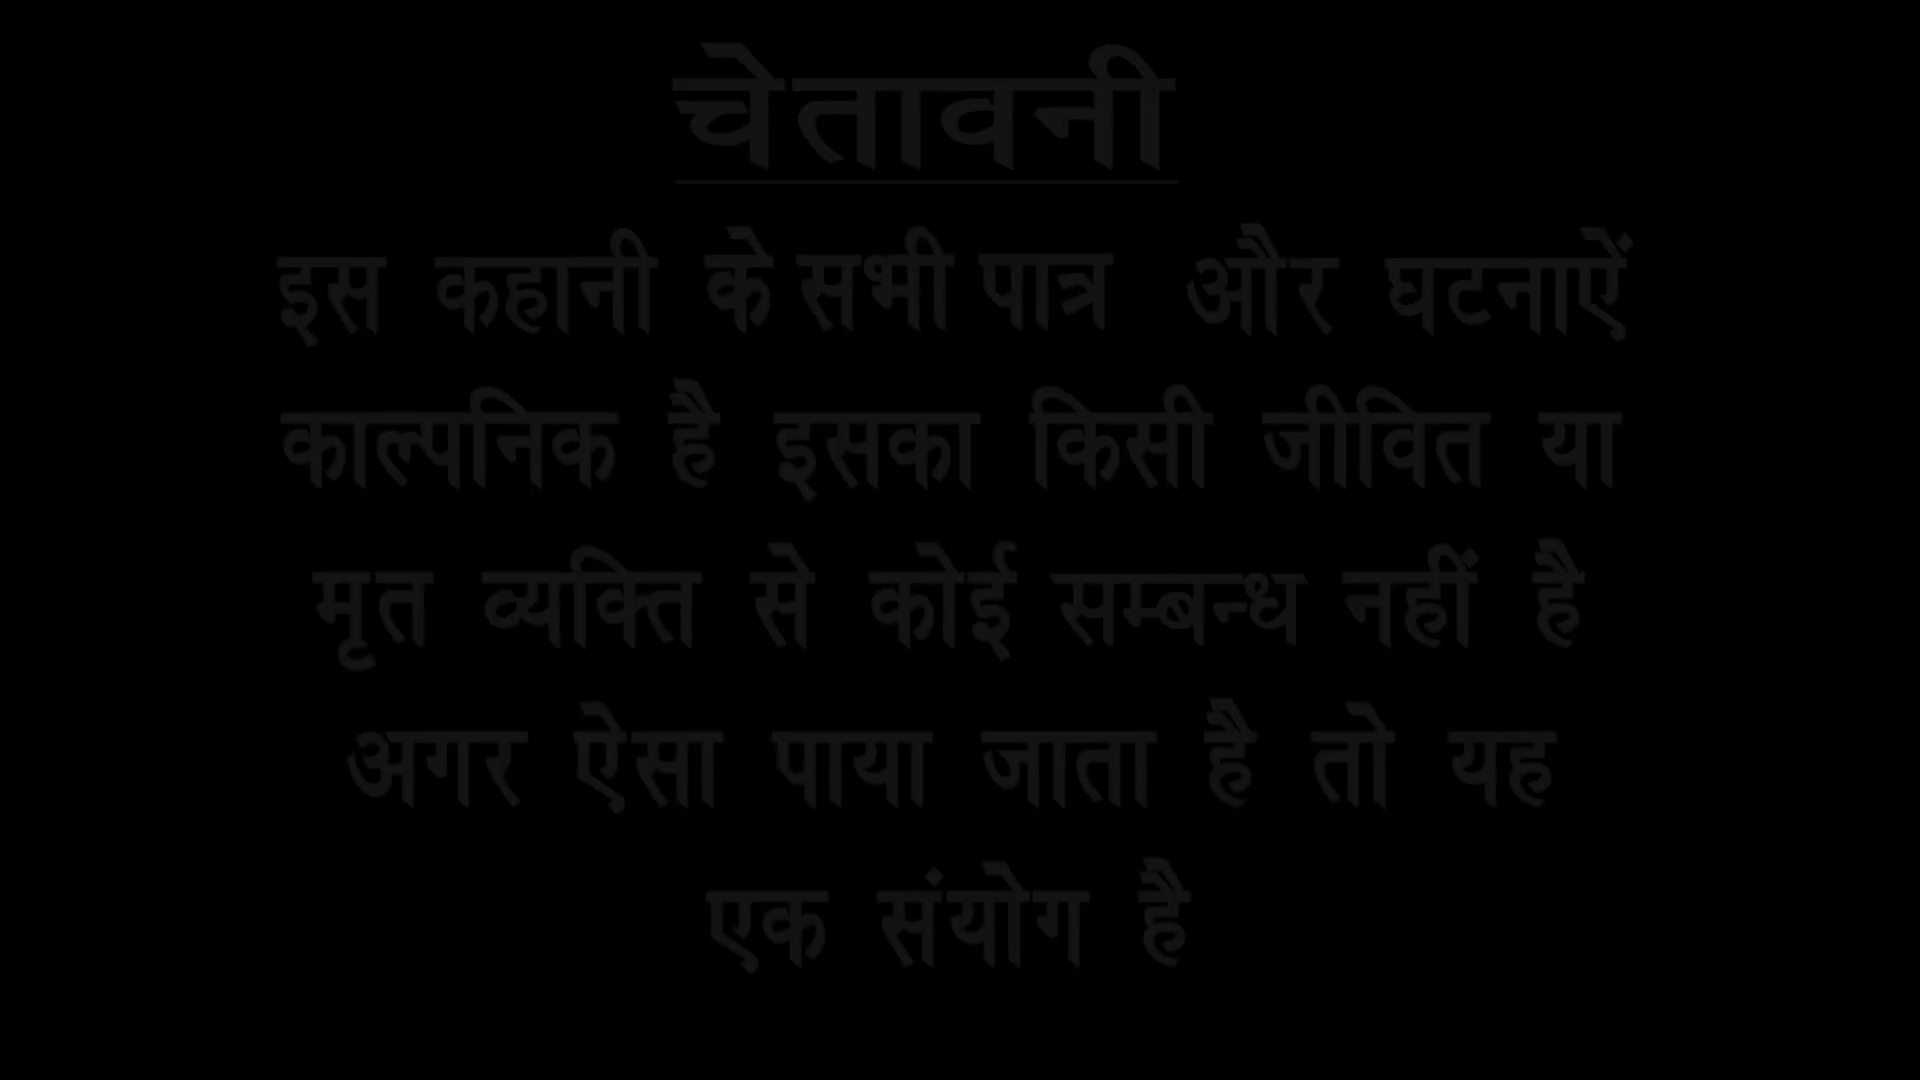 चेतावनी
इस कहानी के सभी पात्र और घटनाऐं
काल्पनिक है इसका किसी जीवित या
मृत व्यक्ति से कोई सम्बन्ध नहीं है
अगर ऐसा पाया जाता है तो यह
एक संयोग है